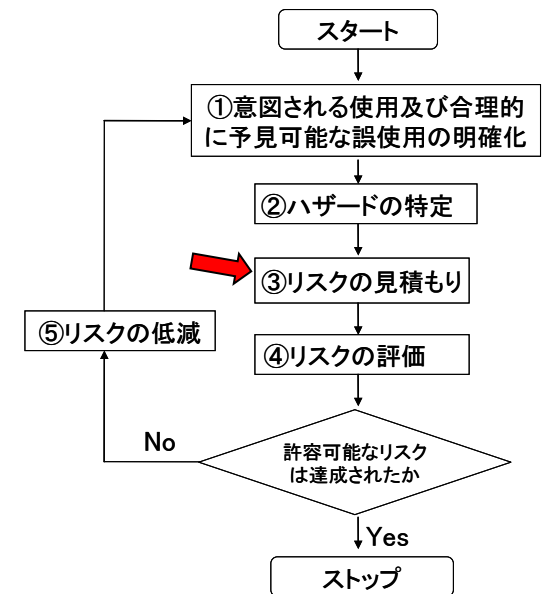 スタート
①意図される使用及び合理的
に予見可能な誤使用の明確化
②ハザードの特定
③リスクの見積もり
⑤リスクの低減
④リスクの評価
No
許容可能なリスク
は達成されたか
Yes
ストップ